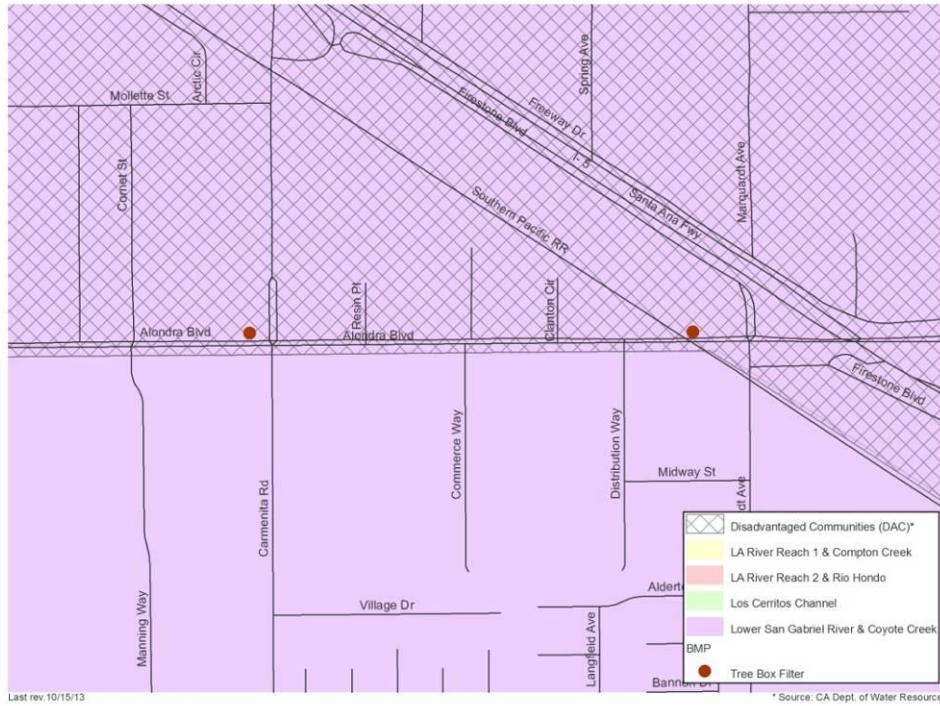 Arctic Cir
Mollette St
Spring Ave
Freeway Dr
Firestone Blvd
I- 5
Santa Ana Fwy
Marquardt Ave
Comet St
Southern Pacific RR
Resin Pt
Clanton Cir
Alondra Blvd
Alondra Blvd
Firestone Blvd
Commerce Way
Distribution Way
Midway St
Carmenita Rd
dt Ave
Manning Way
Village Dr
Langfield Ave
Disadvantaged Communities (DAC)*
LA River Reach 1 & Compton Creek
LA River Reach 2 & Rio Hondo
Los Cerritos Channel
Lower San Gabriel River & Coyote Creek
BMP
Tree Box Filter
Last rev.10/15/13
* Source: CA Dept. of Water Resource